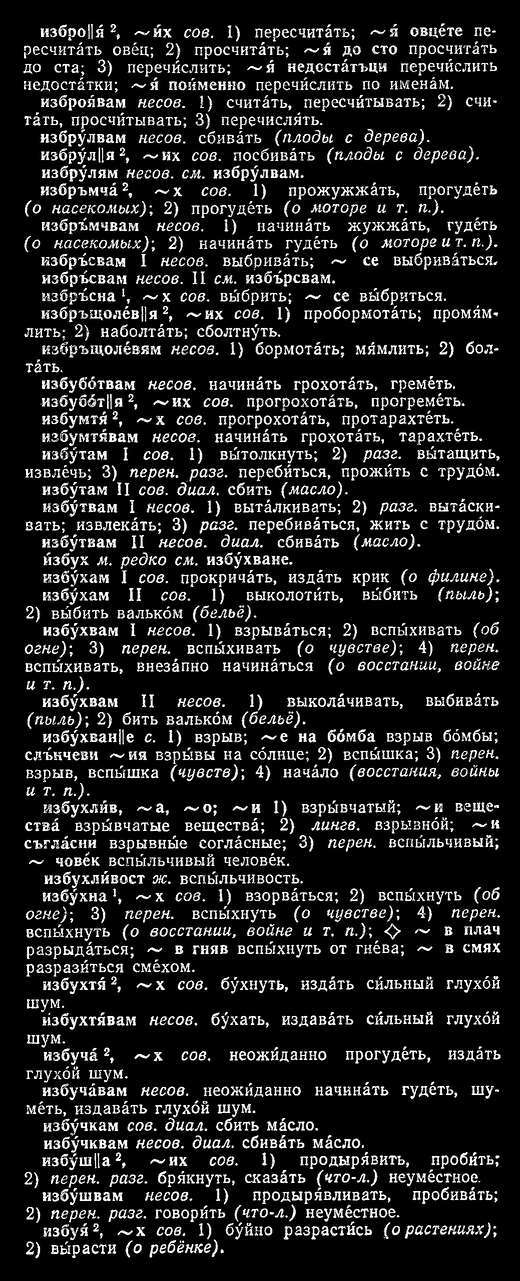 избро||я́ ², ~и́х сов. 1) пересчита́ть; ~я́ овце́те пе-
ресчита́ть ове́ц; 2) просчита́ть; ~я́ до сто просчита́ть
до ста; 3) перечи́слить; ~я́ недоста́тъци перечи́слить
недоста́тки; ~я́ пои́менно перечи́слить по имена́м.
изброя́вам несов. 1) счита́ть, пересчи́тывать; 2) счи-
та́ть, просчи́тывать; 3) перечисля́ть.
избру́лвам несов. сбива́ть (плоды с дерева).
избру́л||я ², ~их сов. посбива́ть (плоды с дерева).
избру́лям несов. см. избру́лвам.
избръмча́ ², ~х сов. 1) прожужжа́ть, прогуде́ть
(о насекомых); 2) прогуде́ть (о моторе и т. п.).
избръ́мчвам несов. 1) начина́ть жужжа́ть, гуде́ть
(о насекомых); 2) начина́ть гуде́ть (о моторе и т. п.).
избръ́свам I несов. выбрива́ть; ~ се выбрива́ться.
избръ́свам несов. II см. избъ́рсвам.
избръ́сна ¹, ~х сов. вы́брить; ~ се вы́бриться.
избръщоле́в||я ², ~их сов. 1) пробормота́ть; промя́м-
лить; 2) наболта́ть; сболтну́ть.
избръщоле́вям несов. 1) бормота́ть; мя́млить; 2) бол-
та́ть.
избубо́твам несов. начина́ть грохота́ть, греме́ть.
избубо́т||я ², ~их сов. прогрохота́ть, прогреме́ть.
избумтя́ ², ~х сов. прогрохота́ть, протарахте́ть.
избумтя́вам несов. начина́ть грохота́ть, тарахте́ть.
избу́там I сов. 1) вы́толкнуть; 2) разг. вы́тащить,
извле́чь; 3) перен. разг. переби́ться, прожи́ть с трудо́м.
избу́там II сов. диал. сбить (масло).
избу́твам I несов. 1) выта́лкивать; 2) разг. выта́ски-
вать; извлека́ть; 3) разг. перебива́ться, жить с трудо́м.
избу́твам II несов. диал. сбива́ть (масло).
и́збух м. редко см. избу́хване.
избу́хам I сов. прокрича́ть, изда́ть крик (о филине).
избу́хам II сов. 1) вы́колотить, вы́бить (пыль);
2) вы́бить валько́м (бельё).
избу́хвам I несов. 1) взрыва́ться; 2) вспы́хивать (об
огне); 3) перен. вспы́хивать (о чувстве); 4) перен.
вспы́хивать, внеза́пно начина́ться (о восстании, войне
и т. п.).
избу́хвам II несов. 1) выкола́чивать, выбива́ть
(пыль); 2) бить валько́м (бельё).
избу́хван||е с. 1) взрыв; ~е на бо́мба взрыв бо́мбы;
слъ́нчеви ~ия взры́вы на со́лнце; 2) вспы́шка; 3) перен.
взрыв, вспы́шка (чувств); 4) нача́ло (восстания, войны
и т. п.).
избухли́в, ~а, ~о; ~и 1) взры́вчатый; ~и веще-
ства́ взры́вчатые вещества́; 2) лингв. взрывно́й; ~и
съгла́сни взрывны́е согла́сные; 3) перен. вспы́льчивый;
~ чове́к вспы́льчивый челове́к.
избухли́вост ж. вспы́льчивость.
избу́хна ¹, ~х сов. 1) взорва́ться; 2) вспы́хнуть (об
огне); 3) перен. вспы́хнуть (о чувстве); 4) перен.
вспы́хнуть (о восстании, войне и т. п.); ◇ ~ в плач
разрыда́ться; ~ в гняв вспы́хнуть от гне́ва; ~ в смях
разрази́ться сме́хом.
избухтя́ ², ~х сов. бу́хнуть, изда́ть си́льный глухо́й
шум.
избухтя́вам несов. бу́хать, издава́ть си́льный глухо́й
шум.
избуча́ ², ~х сов. неожи́данно прогуде́ть, изда́ть
глухо́й шум.
избуча́вам несов. неожи́данно начина́ть гуде́ть, шу-
ме́ть, издава́ть глухо́й шум.
избу́чкам сов. диал. сбить ма́сло.
избу́чквам несов. диал. сбива́ть ма́сло.
избу́ш||а ², ~их сов. 1) продыря́вить, проби́ть;
2) перен. разг. бря́кнуть, сказа́ть (что-л.) неуме́стное.
избу́швам несов. 1) продыря́вливать, пробива́ть;
2) перен. разг. говори́ть (что-л.) неуме́стное.
избуя́ ², ~х сов. 1) бу́йно разрасти́сь (о растениях);
2) вы́расти (о ребёнке).